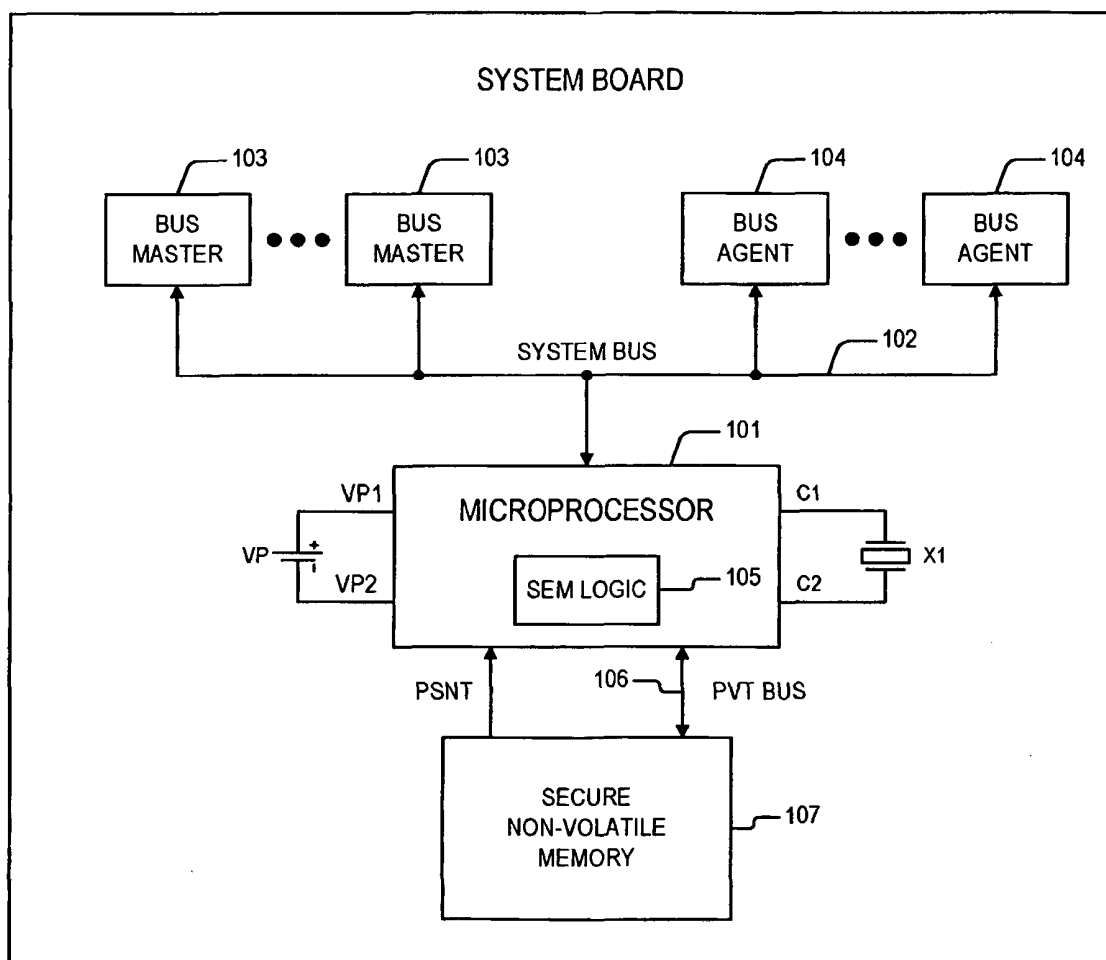 SYSTEM BOARD
103
103
104
104
BUS
MASTER
BUS
MASTER
BUS
AGENT
BUS
AGENT
SYSTEM BUS
102
101
VP1
MICROPROCESSOR
C1
VP
+
-
SEM LOGIC
105
X1
VP2
C2
PSNT
106
PVT BUS
SECURE
NON-VOLATILE
MEMORY
107